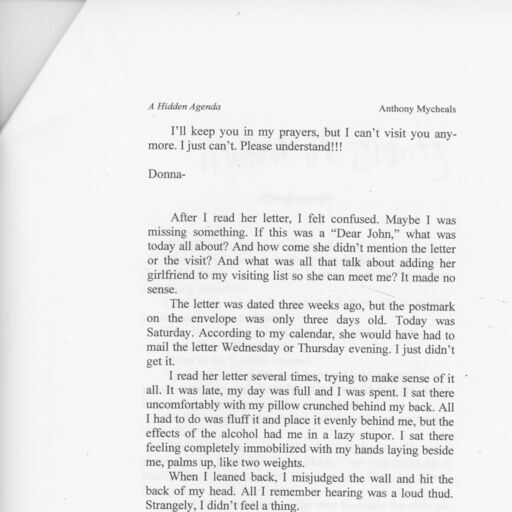 A Hidden Agenda Anthony Mycheals
I'll keep you in my prayers, but I can't visit you any-
more. I just can't. Please understand!!!
Donna-
After I read her letter, I felt confused. Maybe I was
missing something. If this was a “Dear John,” what was
today all about? And how come she didn't mention the letter
or the visit? And what was all that talk about adding her
girlfriend to my visiting list so she can meet me? It made no
sense.
The letter was dated three weeks ago, but the postmark
on the envelope was only three days old. Today was
Saturday. According to my calendar, she would have had to
mail the letter Wednesday or Thursday evening. I just didn't
get it.
I read her letter several times, trying to make sense of it
all. It was late, my day was full and I was spent. I sat there
uncomfortably with my pillow crunched behind my back. All
I had to do was fluff it and place it evenly behind me, but the
effects of the alcohol had me in a lazy stupor. I sat there
feeling completely immobilized with my hands laying beside
me, palms up, like two weights.
When I leaned back, I misjudged the wall and hit the
back of my head. All I remember hearing was a loud thud.
Strangely, I didn't feel a thing.